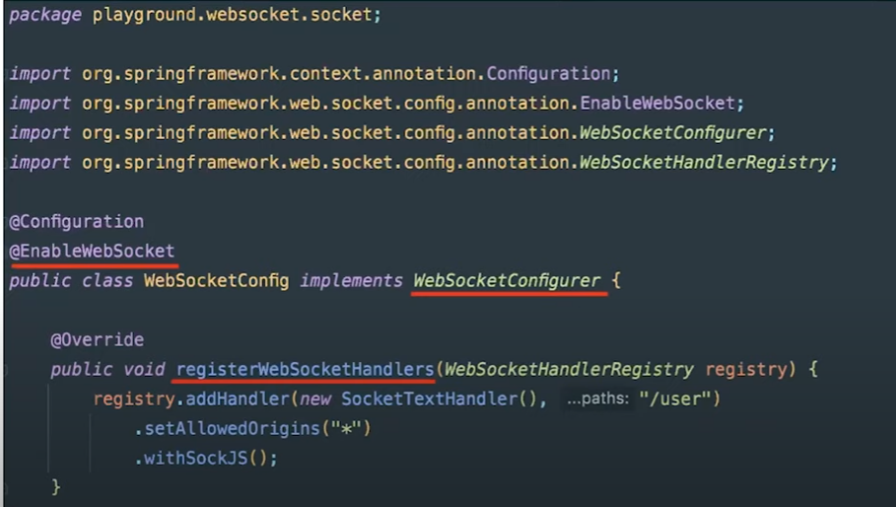 package playground.websocket.socket;
import org.springframework.context.annotation.Configuration;
import org.springframework.web.socket.config.annotation.EnableWebSocket;
import org.springframework.web.socket.config.annotation.WebSocketConfigurer;
import org.springframework.web.socket.config.annotation.WebSocketHandlerRegistry;
@Configuration
@EnableWebSocket
public class WebSocketConfig implements WebSocketConfigurer {
@Override
public void registerWebSocketHandlers(WebSocketHandlerRegistry registry) {
registry.addHandler(new SocketTextHandler(), ...paths: "/user")
.setAllowedOrigins("*")
.withSockJS();
}